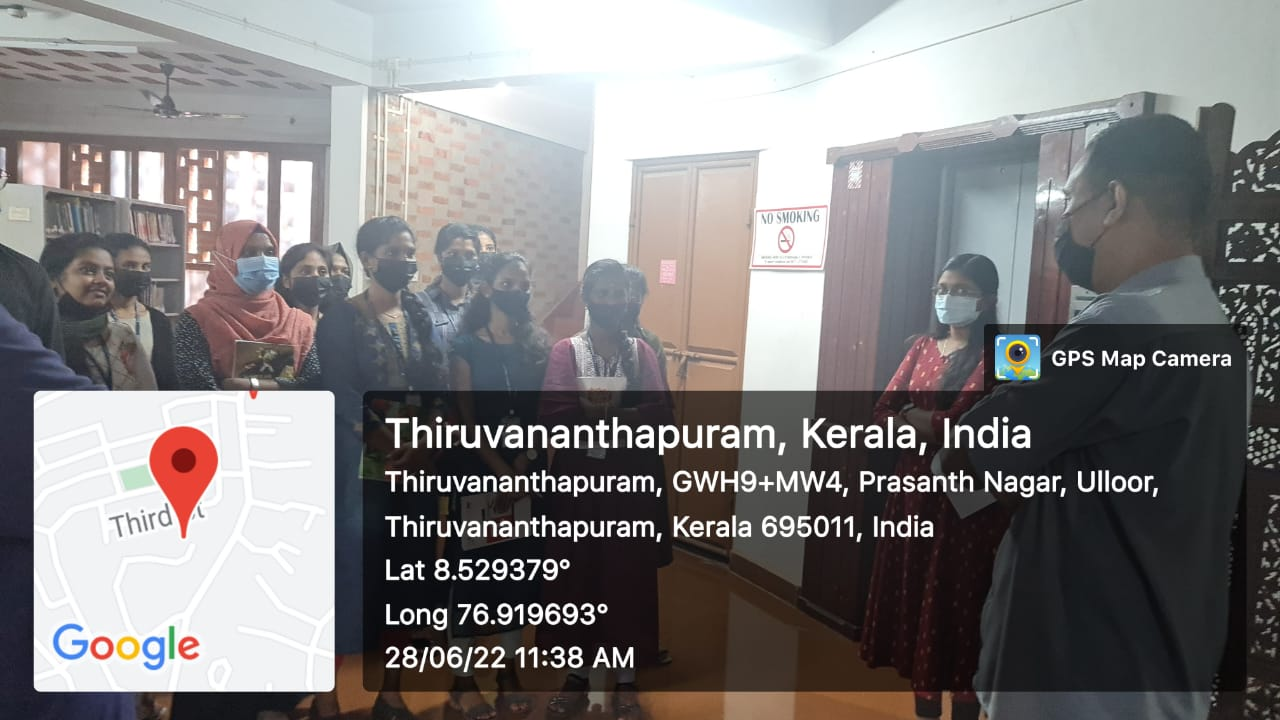 NO SMOKING
GPS Map Camera
Thiruvananthapuram, Kerala, India
Thiruvananthapuram, GWH9+MW4, Prasanth Nagar, Ulloor,
Thiruvananthapuram, Kerala 695011, India
Lat 8.529379°
Long 76.919693°
28/06/22 11:38 AM
Third
Google